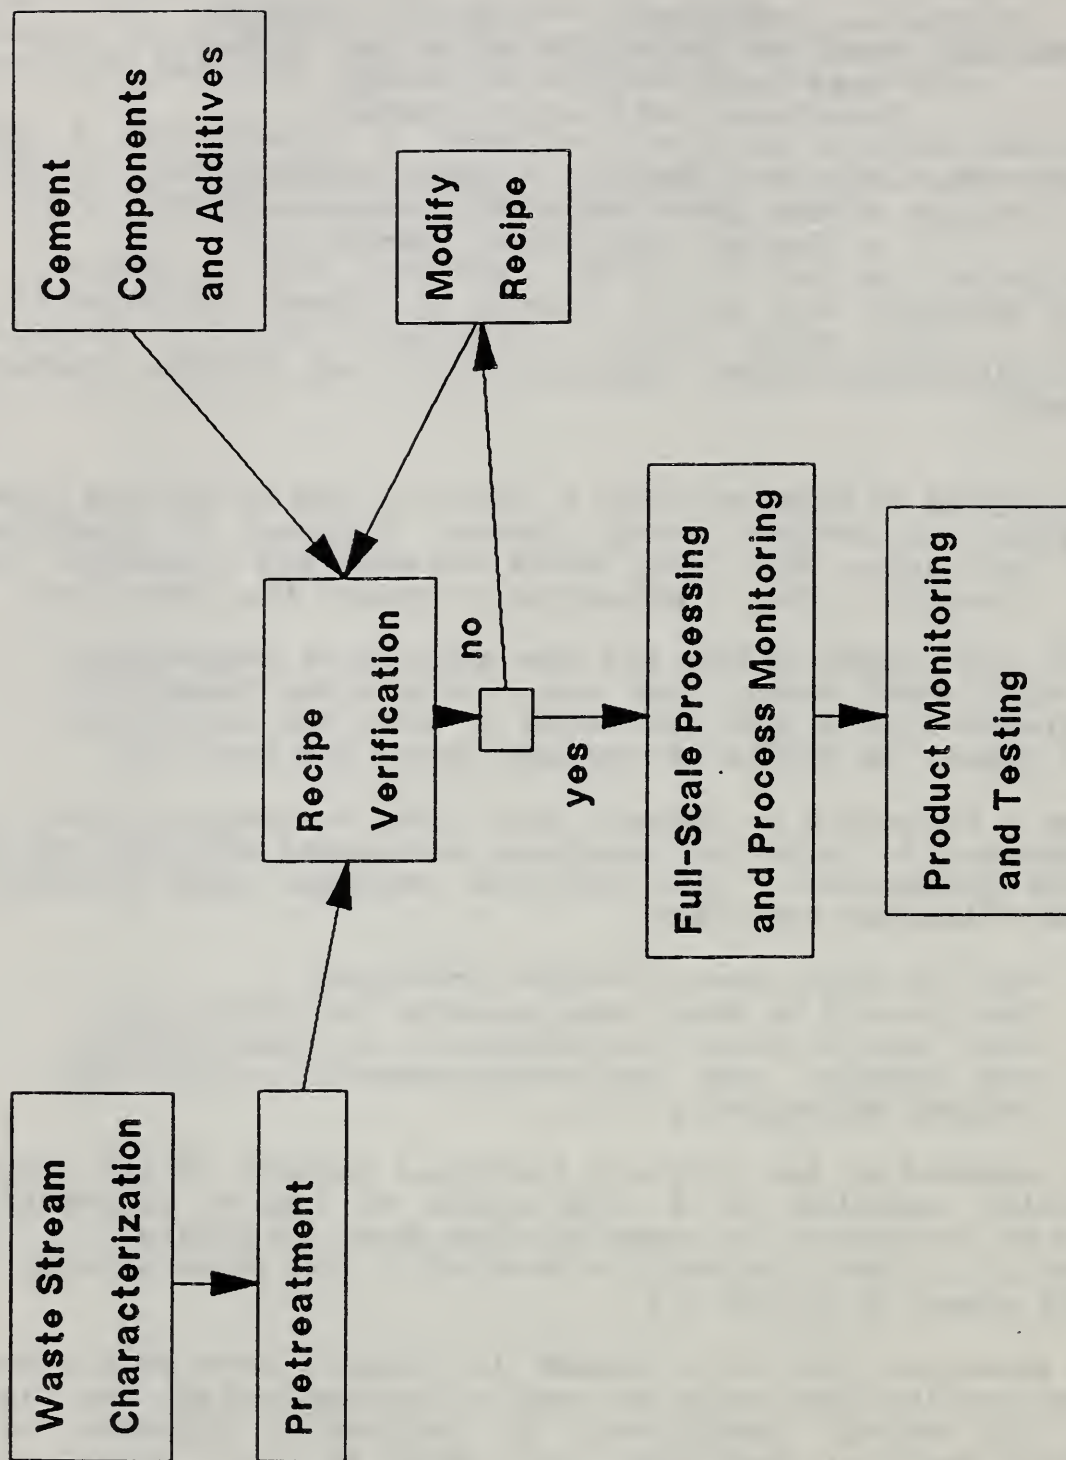 Waste Stream
Characterization
Pretreatment
Cement
Components
and Additives
Recipe
Verification
Modify
Recipe
no
yes
Full-Scale Processing
and Process Monitoring
Product Monitoring
and Testing